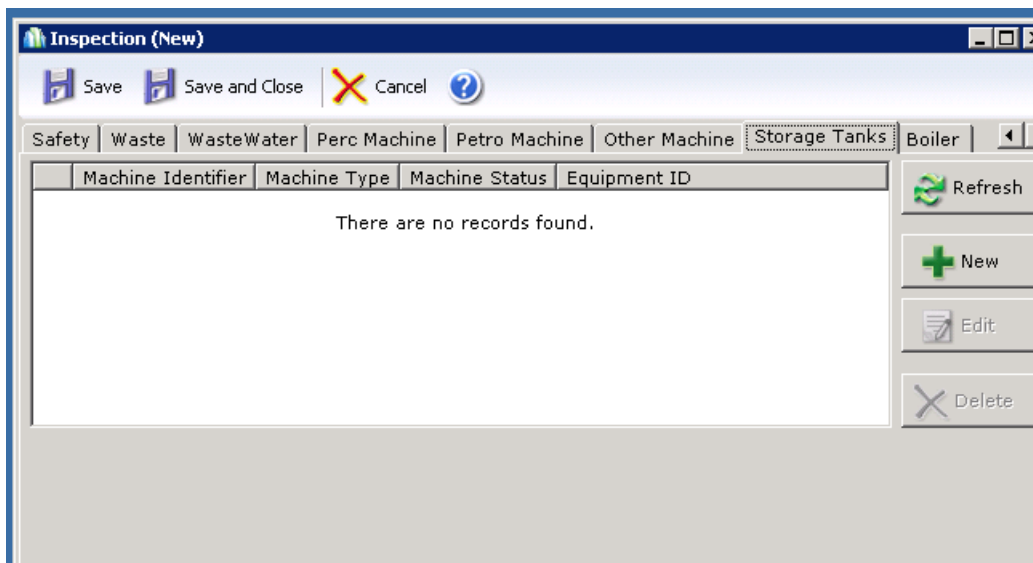 Inspection (New)
Save Save and Close Cancel ?
Safety Waste WasteWater Perc Machine Petro Machine Other Machine Storage Tanks Boiler
Machine Identifier Machine Type Machine Status Equipment ID
Refresh
There are no records found.
New
Edit
Delete